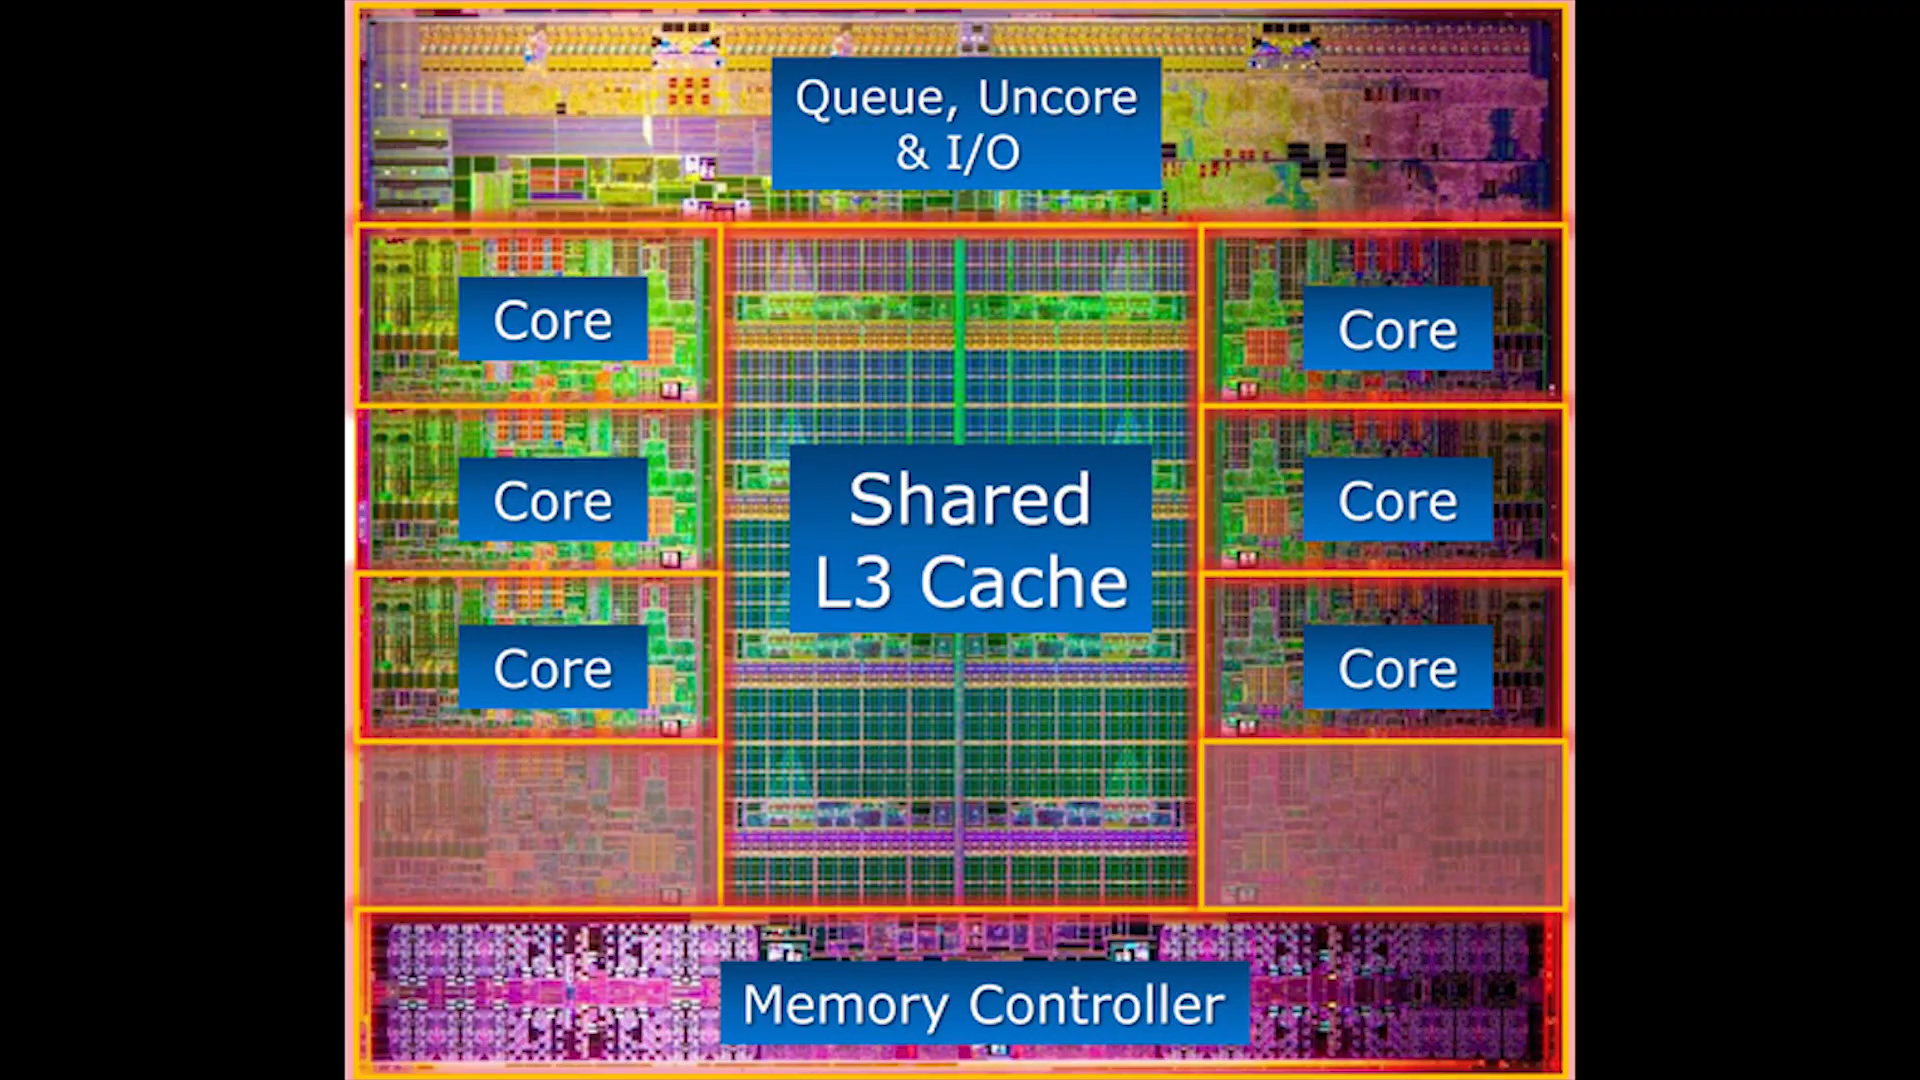 Queue, Uncore
& I/O
Core
Core
Core
Core
Core
Core
Shared
L3 Cache
Memory Controller